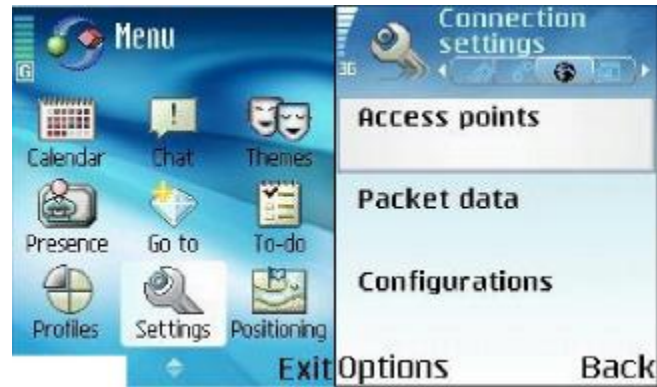 Menu
G
Calendar
Chat
Themes
Presence
Go to
To-do
Profiles
Settings
Positioning
Exit
Connection
settings
3G
Access points
Packet data
Configurations
Options
Back